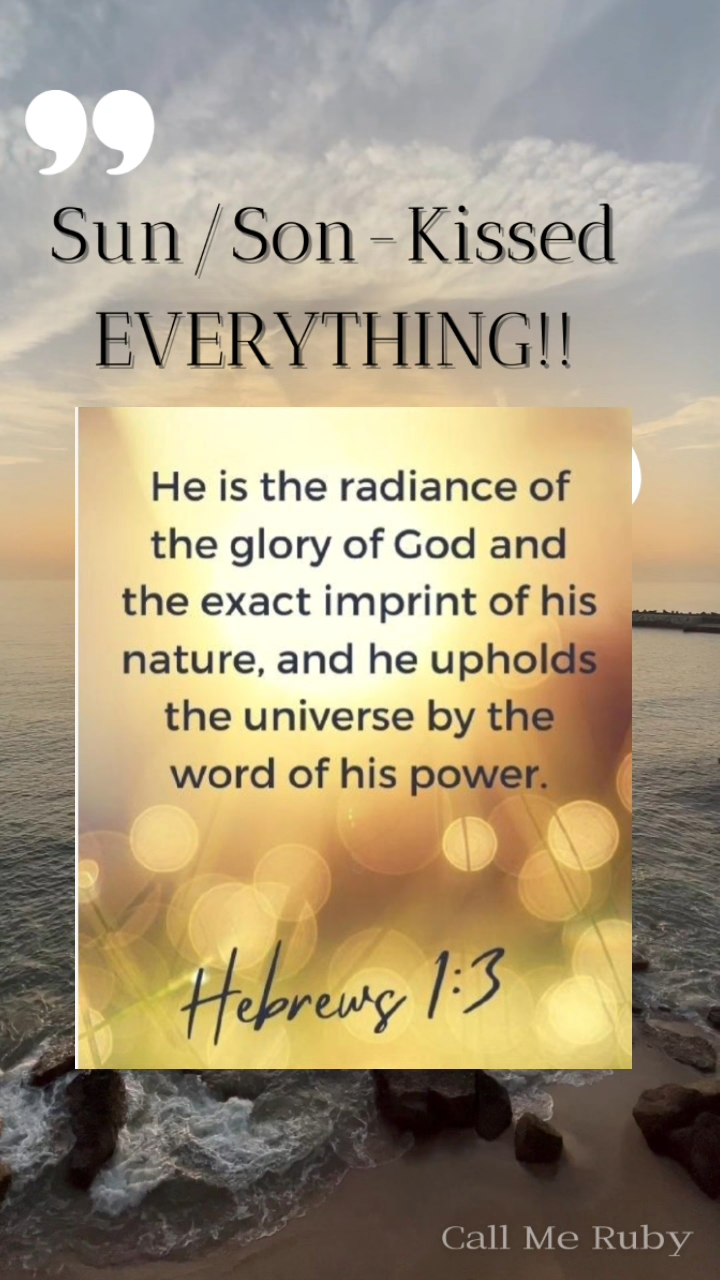 ”
Sun/Son-Kissed
EVERYTHING!!
He is the radiance of
the glory of God and
the exact imprint of his
nature, and he upholds
the universe by the
word of his power.
Hebrews 1:3
Call Me Ruby